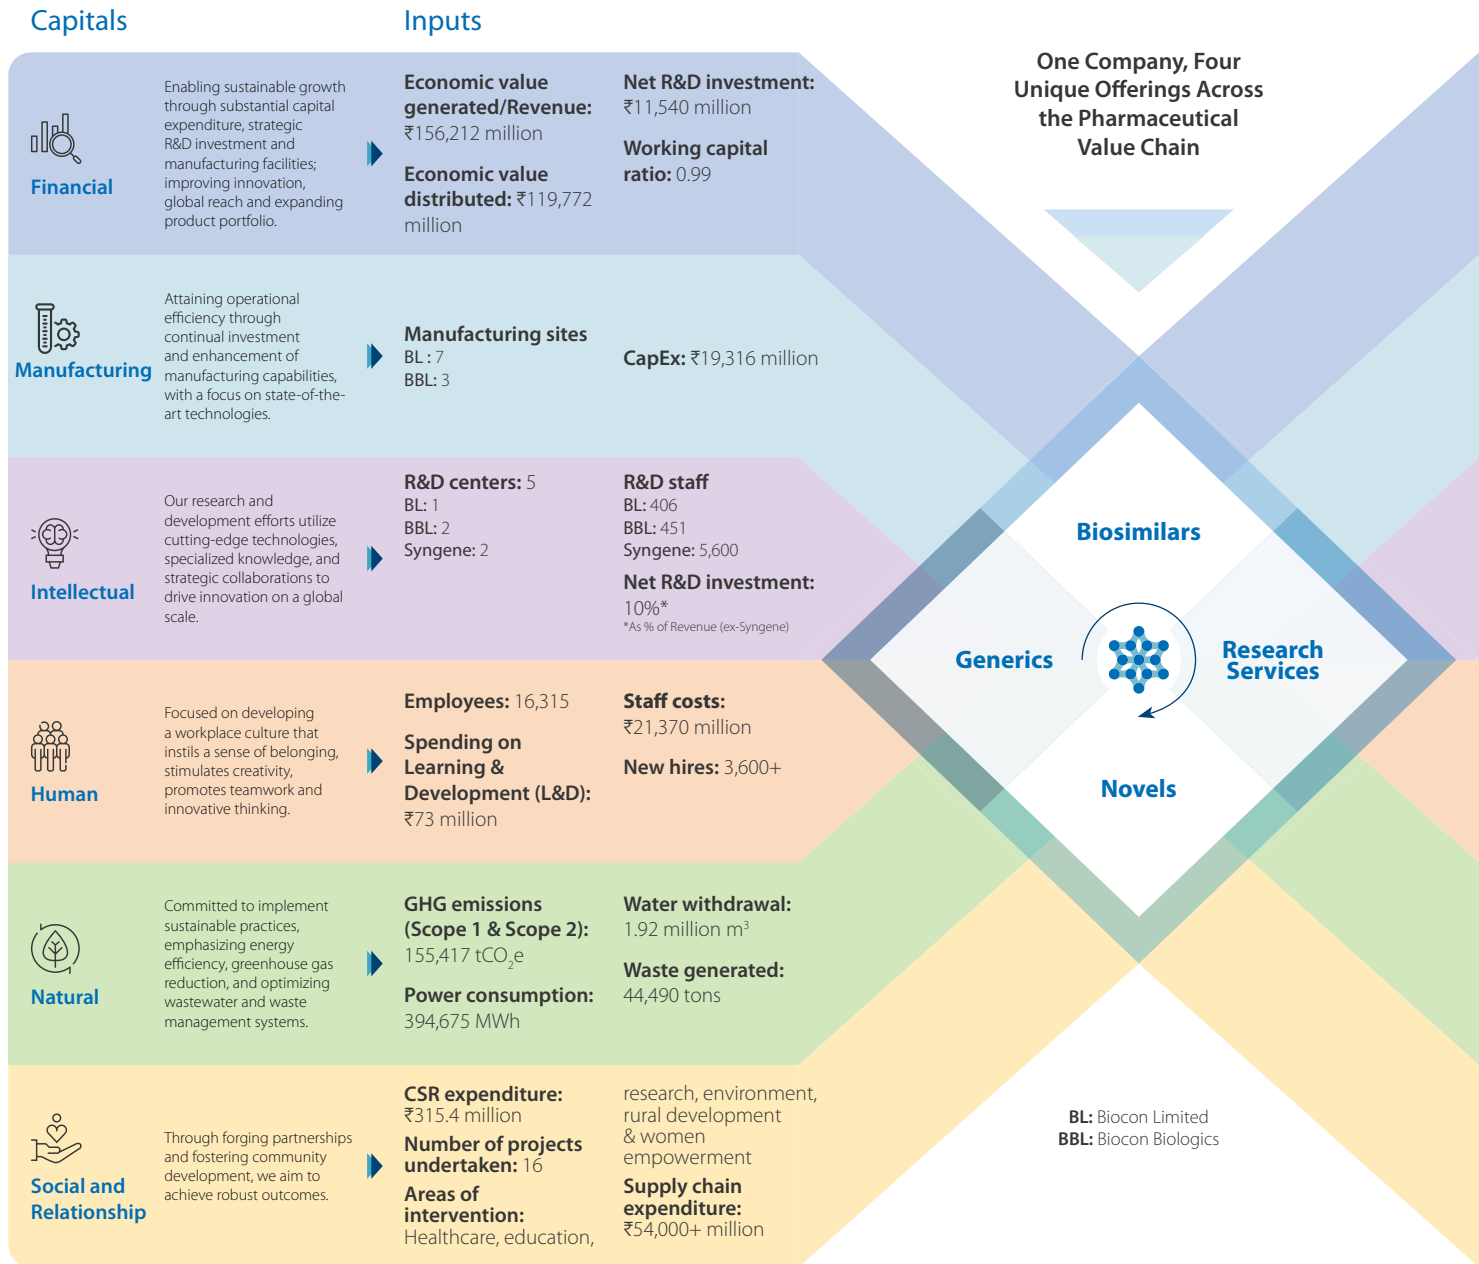 Capitals
Inputs
Financial
Enabling sustainable growth
through substantial capital
expenditure, strategic
R&D investment and
manufacturing facilities;
improving innovation,
global reach and expanding
product portfolio.
Economic value
generated/Revenue:
₹156,212 million
Economic value
distributed: ₹119,772
million
Net R&D investment:
₹11,540 million
Working capital
ratio: 0.99
Manufacturing
Attaining operational
efficiency through
continual investment
and enhancement of
manufacturing capabilities,
with a focus on state-of-the-
art technologies.
Manufacturing sites
BL : 7
BBL: 3
CapEx: ₹19,316 million
Intellectual
Our research and
development efforts utilize
cutting-edge technologies,
specialized knowledge, and
strategic collaborations to
drive innovation on a global
scale.
R&D centers: 5
BL: 1
BBL: 2
Syngene: 2
R&D staff
BL: 406
BBL: 451
Syngene: 5,600
Net R&D investment:
10%*
*As % of Revenue (ex-Syngene)
Human
Focused on developing
a workplace culture that
instils a sense of belonging,
stimulates creativity,
promotes teamwork and
innovative thinking.
Employees: 16,315
Spending on
Learning &
Development (L&D):
₹73 million
Staff costs:
₹21,370 million
New hires: 3,600+
Natural
Committed to implement
sustainable practices,
emphasizing energy
efficiency, greenhouse gas
reduction, and optimizing
wastewater and waste
management systems.
GHG emissions
(Scope 1 & Scope 2):
155,417 tCO₂e
Power consumption:
394,675 MWh
Water withdrawal:
1.92 million m³
Waste generated:
44,490 tons
Social and
Relationship
Through forging partnerships
and fostering community
development, we aim to
achieve robust outcomes.
CSR expenditure:
₹315.4 million
Number of projects
undertaken: 16
Areas of
intervention:
Healthcare, education,
research, environment,
rural development
& women
empowerment
Supply chain
expenditure:
₹54,000+ million
One Company, Four
Unique Offerings Across
the Pharmaceutical
Value Chain
Biosimilars
Generics
Research
Services
Novels
BL: Biocon Limited
BBL: Biocon Biologics